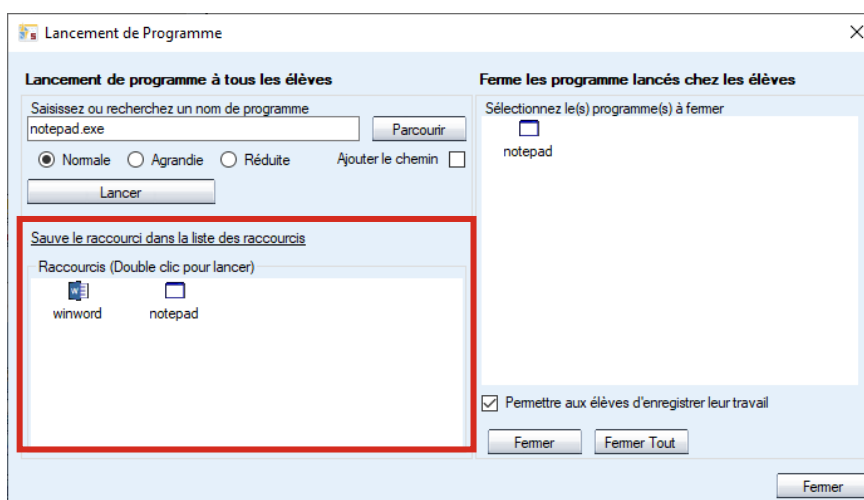 Lancement de Programme
Lancement de programme à tous les élèves
Saisissez ou recherchez un nom de programme
notepad.exe
Parcourir
Normale
Agrandie
Réduite
Ajouter le chemin
Lancer
Sauve le raccourci dans la liste des raccourcis
Raccourcis (Double clic pour lancer)
winword
notepad
Ferme les programme lancés chez les élèves
Sélectionnez le(s) programme(s) à fermer
notepad
Permettre aux élèves d'enregistrer leur travail
Fermer
Fermer Tout
Fermer